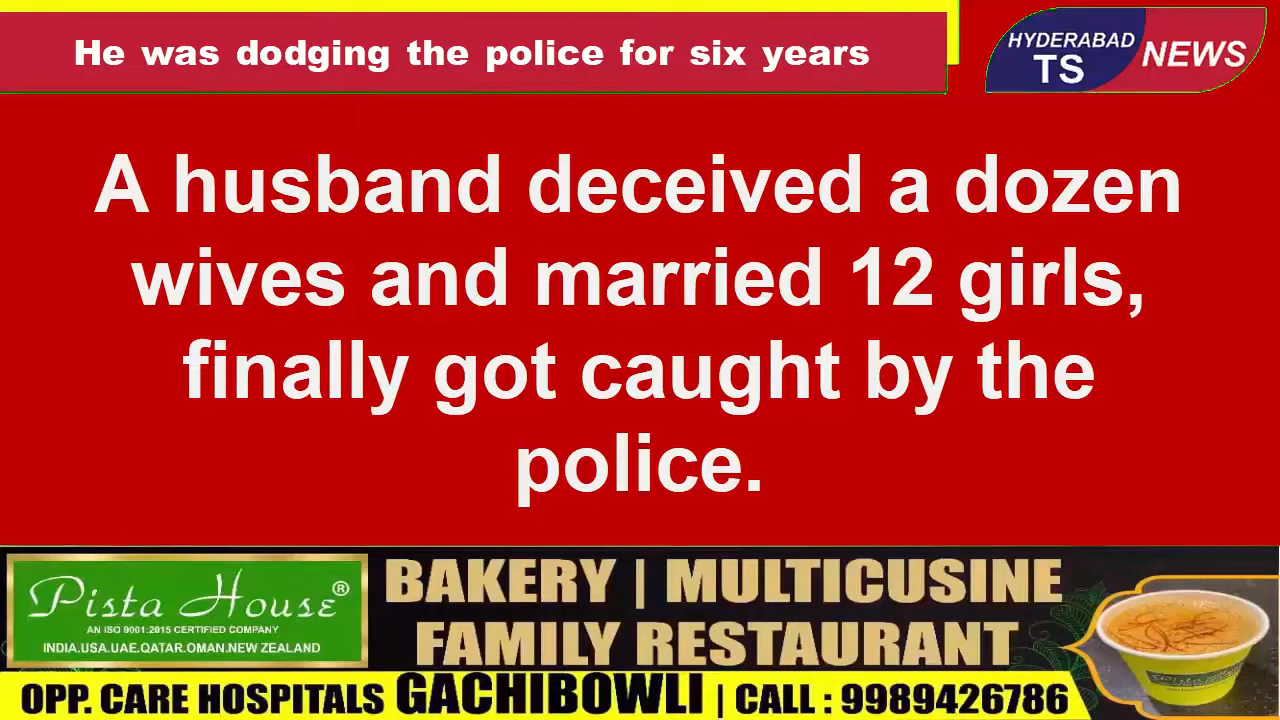 He was dodging the police for six years
HYDERABAD
TS NEWS
A husband deceived a dozen
wives and married 12 girls,
finally got caught by the
police.
Pista House®
AN ISO 9001:2015 CERTIFIED COMPANY
INDIA.USA.UAE.QATAR.OMAN.NEW ZEALAND
BAKERY | MULTICUSINE
FAMILY RESTAURANT
OPP. CARE HOSPITALS GACHIBOWLI | CALL : 9989426786
Pista House